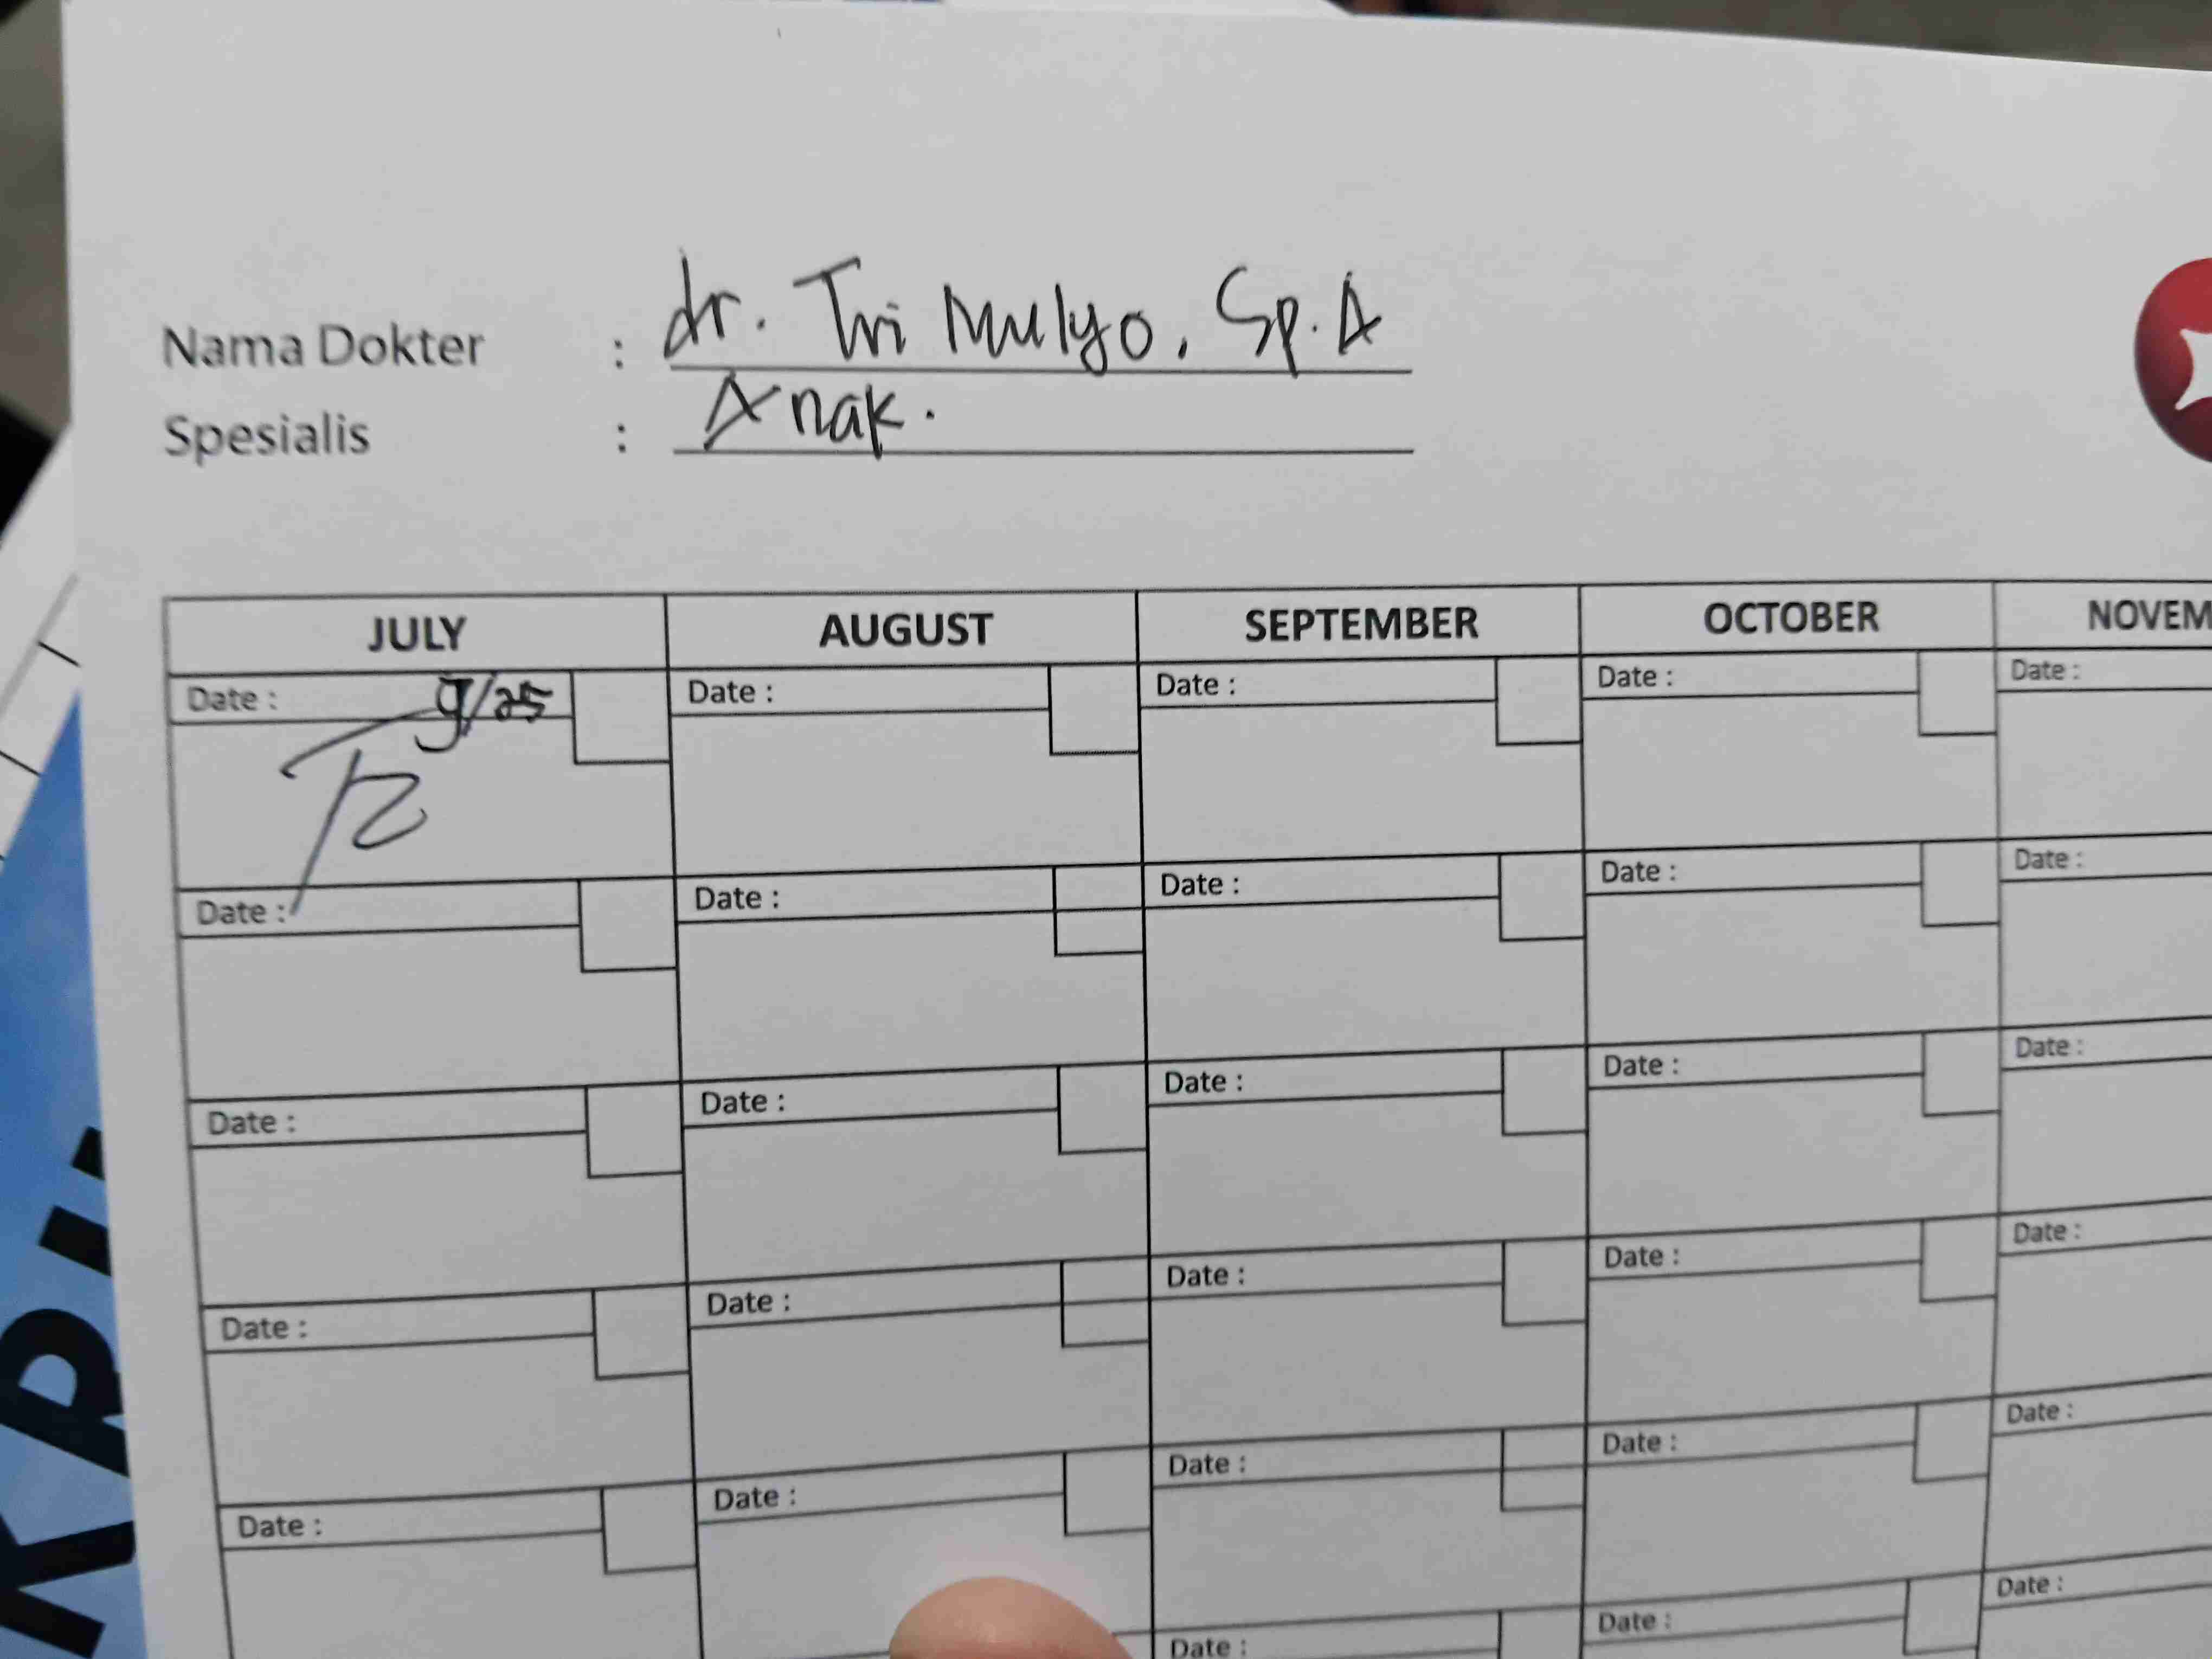 Nama Dokter : dr. Tri Mulyo, Sp.A
Spesialis : Anak.
JULY AUGUST SEPTEMBER OCTOBER NOVEM
Date : /25 Date : Date : Date : Date :
Date : Date : Date : Date : Date :
Date : Date : Date : Date : Date :
Date : Date : Date : Date : Date :
Date : Date : Date : Date : Date :
Date : Date : Date :